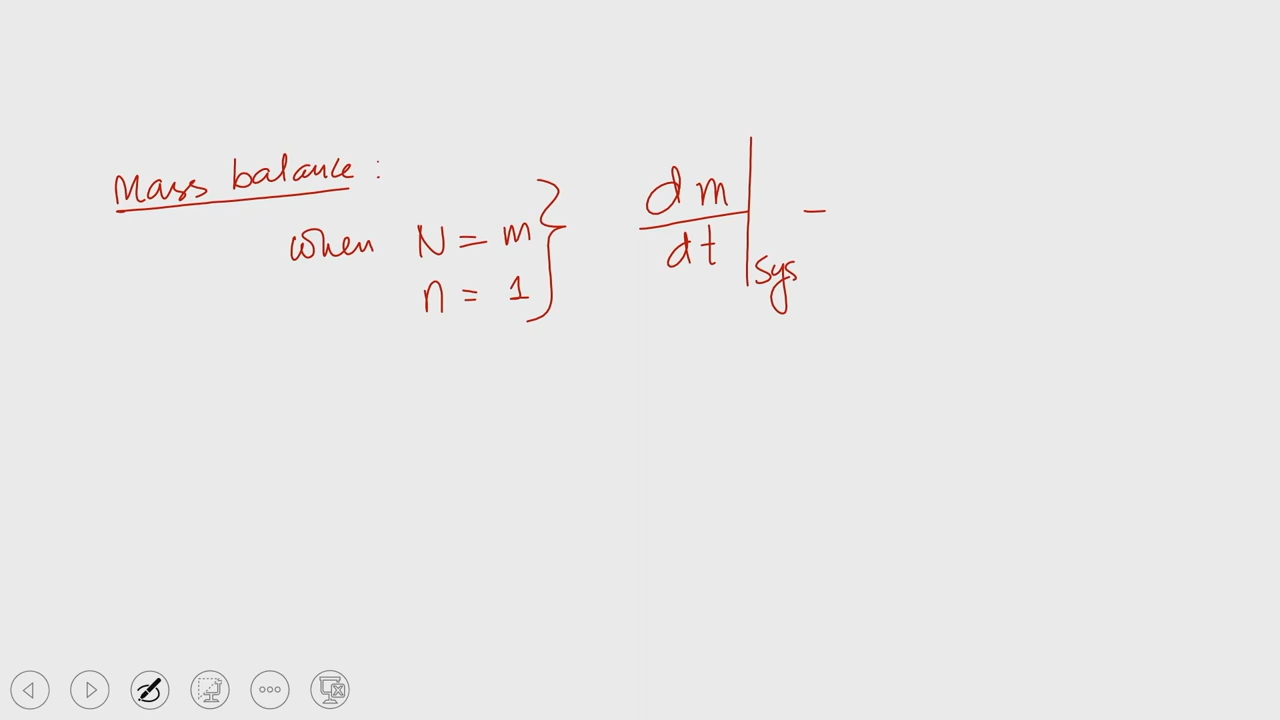 Mass balance :
when N = m }
n = 1
dm/dt |sys –